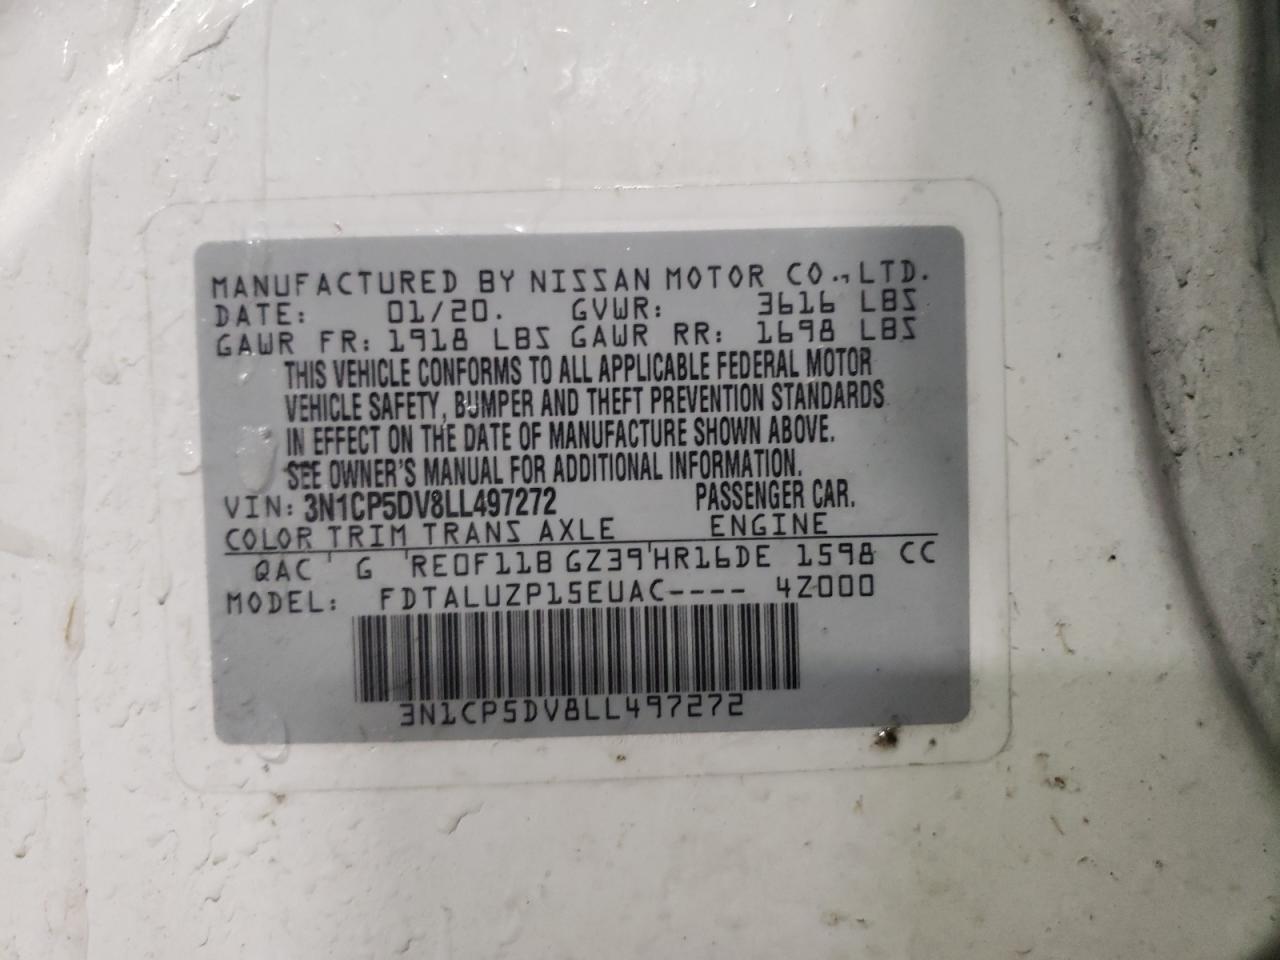 MANUFACTURED BY NISSAN MOTOR CO., LTD.
DATE: 01/20. GVWR: 3616 LBS
GAWR FR: 1918 LBS GAWR RR: 1698 LBS
THIS VEHICLE CONFORMS TO ALL APPLICABLE FEDERAL MOTOR
VEHICLE SAFETY, BUMPER AND THEFT PREVENTION STANDARDS
IN EFFECT ON THE DATE OF MANUFACTURE SHOWN ABOVE.
SEE OWNER'S MANUAL FOR ADDITIONAL INFORMATION.
VIN: 3N1CP5DV8LL497272 PASSENGER CAR.
COLOR TRIM TRANS AXLE ENGINE
QAC ' G 'RE0F11B GZ39'HR16DE 1598 CC
MODEL: FDTALUZP15EUAC---- 4Z000
3N1CP5DV8LL497272